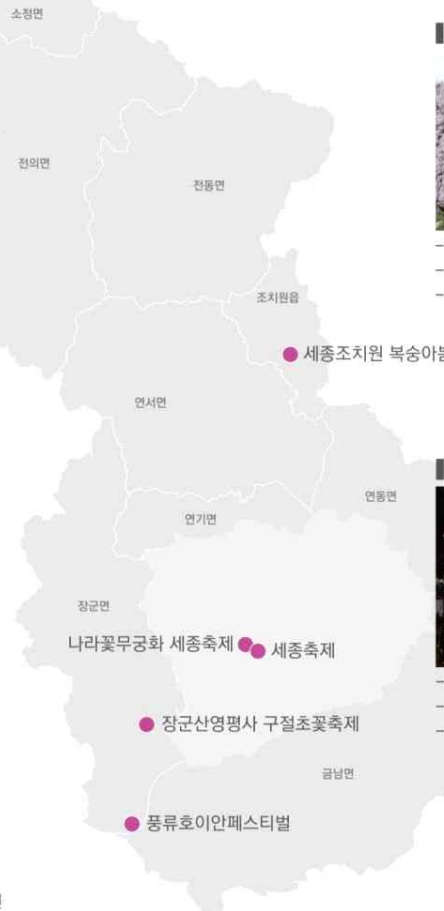 소정면
전의면
전동면
조치원읍
세종조치원 복숭아
연서면
연동면
연기면
장군면
나라꽃무궁화 세종축제
세종축제
장군산영평사 구절초꽃축제
금남면
풍류호이안페스티벌